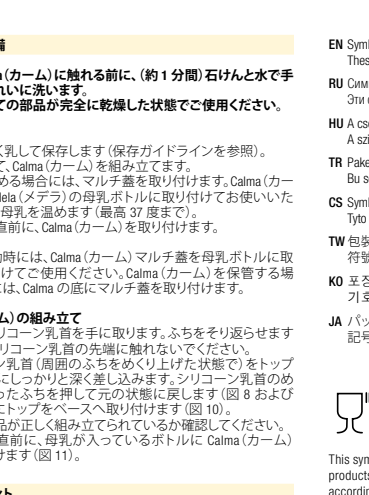 備
a（カーム）に触れる前に、（約 1 分間）石けんと水で手
れいに洗います。
ての部品が完全に乾燥した状態でご使用ください。
く乳して保存します（保存ガイドラインを参照）。
て、Calma（カーム）を組み立てます。
める場合には、マルチ蓋を取り付けます。Calma（カー
dela（メデラ）の母乳ボトルに取り付けてお使いいた
母乳を温めます（最高 37 度まで）。
直前に、Calma（カーム）を取り付けます。
時には、Calma（カーム）マルチ蓋を母乳ボトルに取
けてご使用ください。Calma（カーム）を保管する場
は、Calma の底にマルチ蓋を取り付けます。
ム）の組み立て
リコーン乳首を手に取ります。ふちをそり返らせます
リコーン乳首の先端に触れないでください。
ン乳首（周囲のふちをめくり上げた状態で）をトップ
にしっかりと深く差し込みます。シリコーン乳首のめ
ったふちを押して元の状態に戻します（図 8 および
にトップをベースへ取り付けます（図 10）。
品が正しく組み立てられているか確認してください。
直前に、母乳が入っているボトルに Calma（カーム）
けます（図 11）。
スト
EN Symb
Thes
RU Сим
Эти с
HU A cso
A szi
TR Pake
Bu se
CS Symb
Tyto
TW 包裝
符號
KO 포장
기호
JA パッ
記号
This sym
products
according